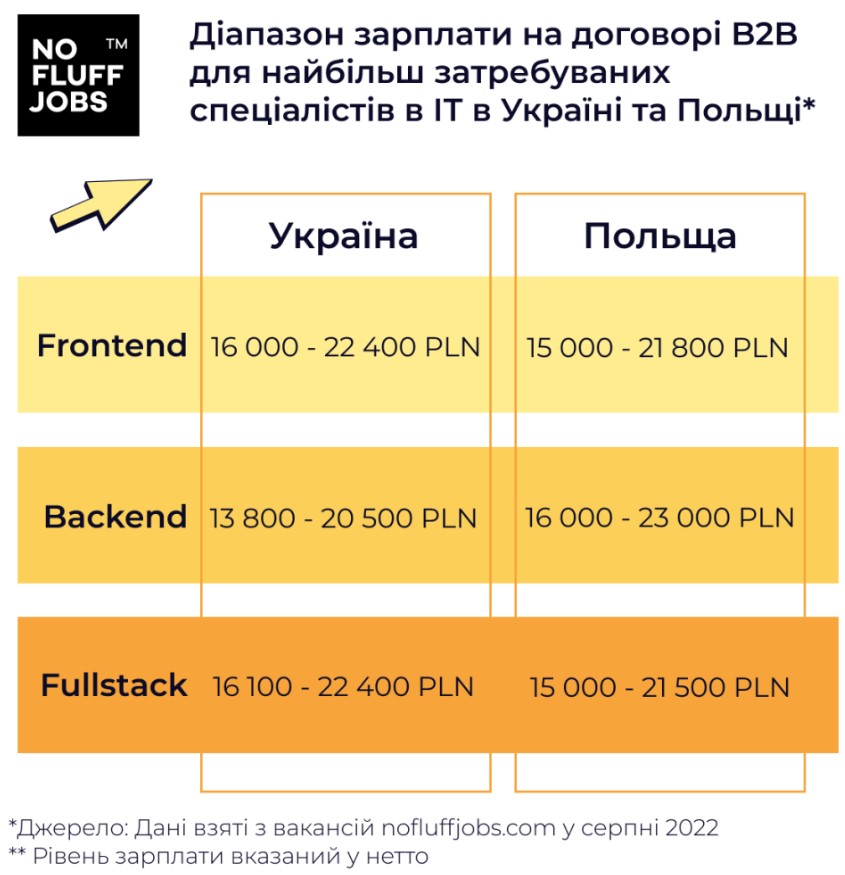 NO ™
FLUFF
JOBS
Діапазон зарплати на договорі B2B
для найбільш затребуваних
спеціалістів в ІТ в Україні та Польщі*
Україна
Польща
Frontend 16 000 - 22 400 PLN 15 000 - 21 800 PLN
Backend 13 800 - 20 500 PLN 16 000 - 23 000 PLN
Fullstack 16 100 - 22 400 PLN 15 000 - 21 500 PLN
*Джерело: Дані взяті з вакансій nofluffjobs.com у серпні 2022
** Рівень зарплати вказаний у нетто